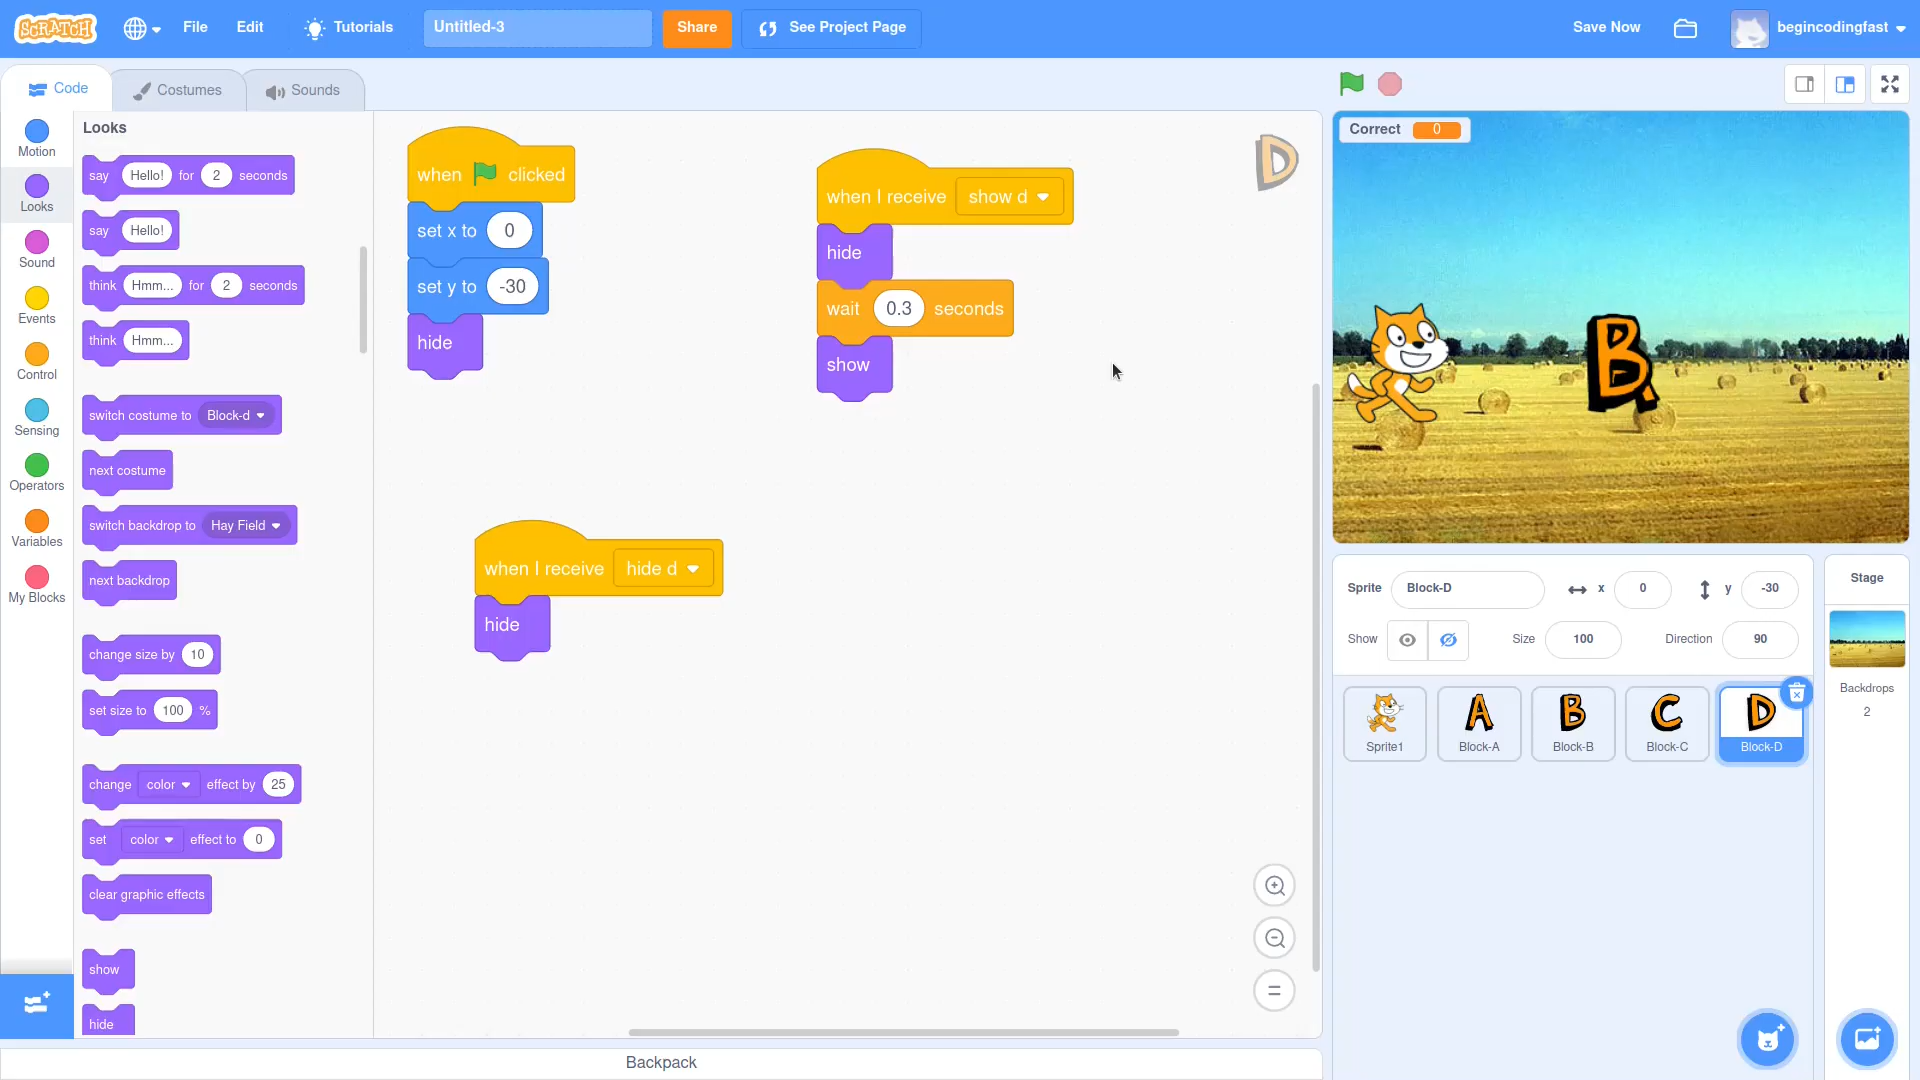 SCRATCH
File
Edit
Tutorials
Untitled-3
Share
See Project Page
Save Now
begincodingfast
Code
Costumes
Sounds
Motion
Looks
Sound
Events
Control
Sensing
Operators
Variables
My Blocks
Looks
say Hello! for 2 seconds
say Hello!
think Hmm... for 2 seconds
think Hmm...
switch costume to Block-d
next costume
switch backdrop to Hay Field
next backdrop
change size by 10
set size to 100 %
change color effect by 25
set color effect to 0
clear graphic effects
show
hide
when clicked
set x to 0
set y to -30
hide
when I receive show d
hide
wait 0.3 seconds
show
when I receive hide d
hide
D
Backpack
Correct 0
B
Sprite Block-D x 0 y -30
Show Size 100 Direction 90
A B C D
Sprite1 Block-A Block-B Block-C Block-D
Stage
Backdrops
2